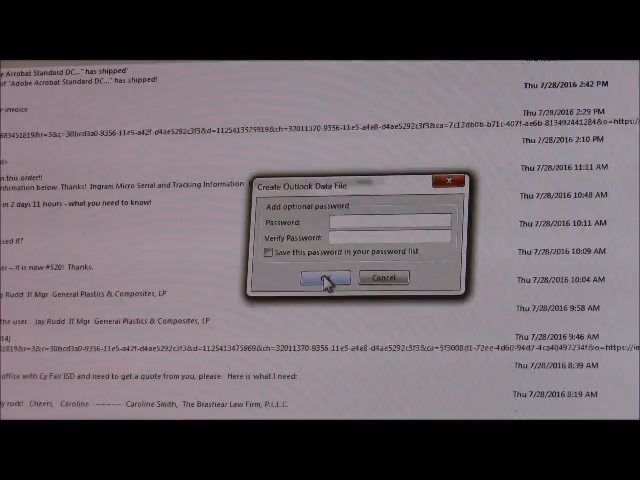 e Acrobat Standard DC..." has shipped!
of "Adobe Acrobat Standard DC..." has shipped!
Thu 7/28/2016 2:42 PM
r invoice
Thu 7/28/2016 2:29 PM
Thu 7/28/2016 2:10 PM
n this order!!
nformation below. Thanks! Ingram Micro Serial and Tracking Information
Thu 7/28/2016 11:11 AM
in 2 days 11 hours - what you need to know!
Thu 7/28/2016 10:48 AM
Thu 7/28/2016 10:11 AM
sed it?
Thu 7/28/2016 10:09 AM
er – it is now #520! Thanks.
Thu 7/28/2016 10:04 AM
ay Rudd IT Mgr General Plastics & Composites, LP
Thu 7/28/2016 9:58 AM
the user. Jay Rudd IT Mgr General Plastics & Composites, LP
Thu 7/28/2016 9:46 AM
Thu 7/28/2016 8:39 AM
office with Cy Fair ISD and need to get a quote from you, please. Here is what I need:
Thu 7/28/2016 8:19 AM
ly rock! Cheers, Caroline ~~~~~ Caroline Smith, The Brashear Law Firm, P.L.L.C.
Create Outlook Data File
Add optional password
Password:
Verify Password:
Save this password in your password list
Cancel